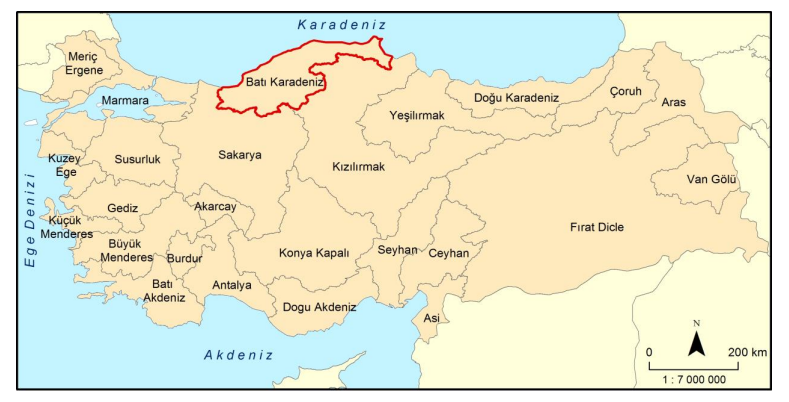 Karadeniz
Meriç
Ergene
Marmara
Batı Karadeniz
Doğu Karadeniz
Çoruh
Aras
Yeşilırmak
Kuzey
Ege
Susurluk
Sakarya
Kızılırmak
Van Gölü
Ege Denizi
Gediz
Akarcay
Küçük
Menderes
Fırat Dicle
Büyük
Menderes
Burdur
Konya Kapalı
Seyhan
Ceyhan
Batı
Akdeniz
Antalya
Dogu Akdeniz
Asi
Akdeniz
N
0 200 km
1 : 7 000 000